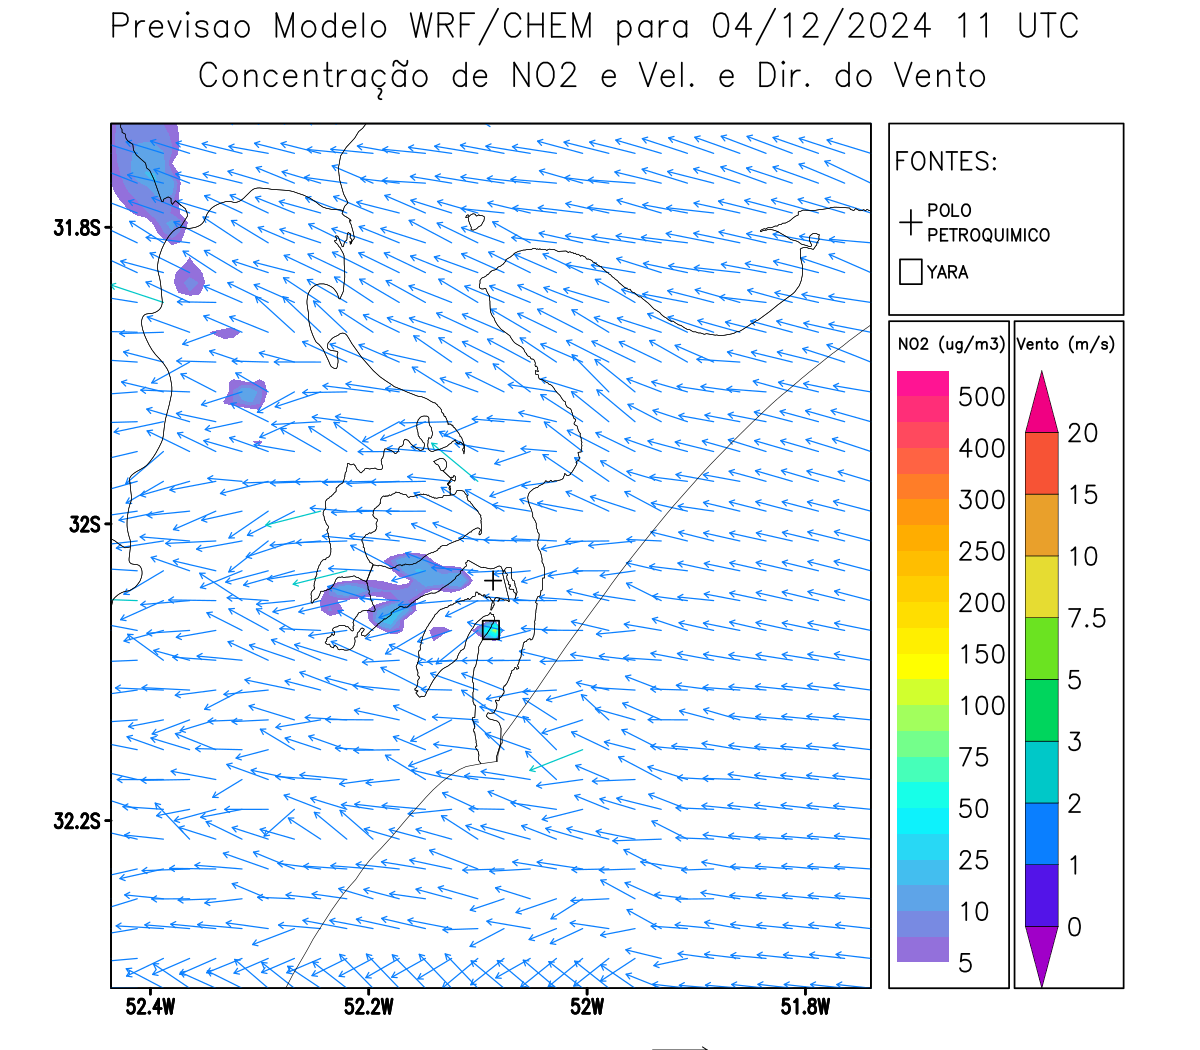 Previsao Modelo WRF/CHEM para 04/12/2024 11 UTC
Concentração de NO2 e Vel. e Dir. do Vento
FONTES:
POLO
PETROQUIMICO
YARA
NO2 (ug/m3)
500
400
300
250
200
150
100
75
50
25
10
5
Vento (m/s)
20
15
10
7.5
5
3
2
1
0
31.8S
32S
32.2S
52.4W
52.2W
52W
51.8W